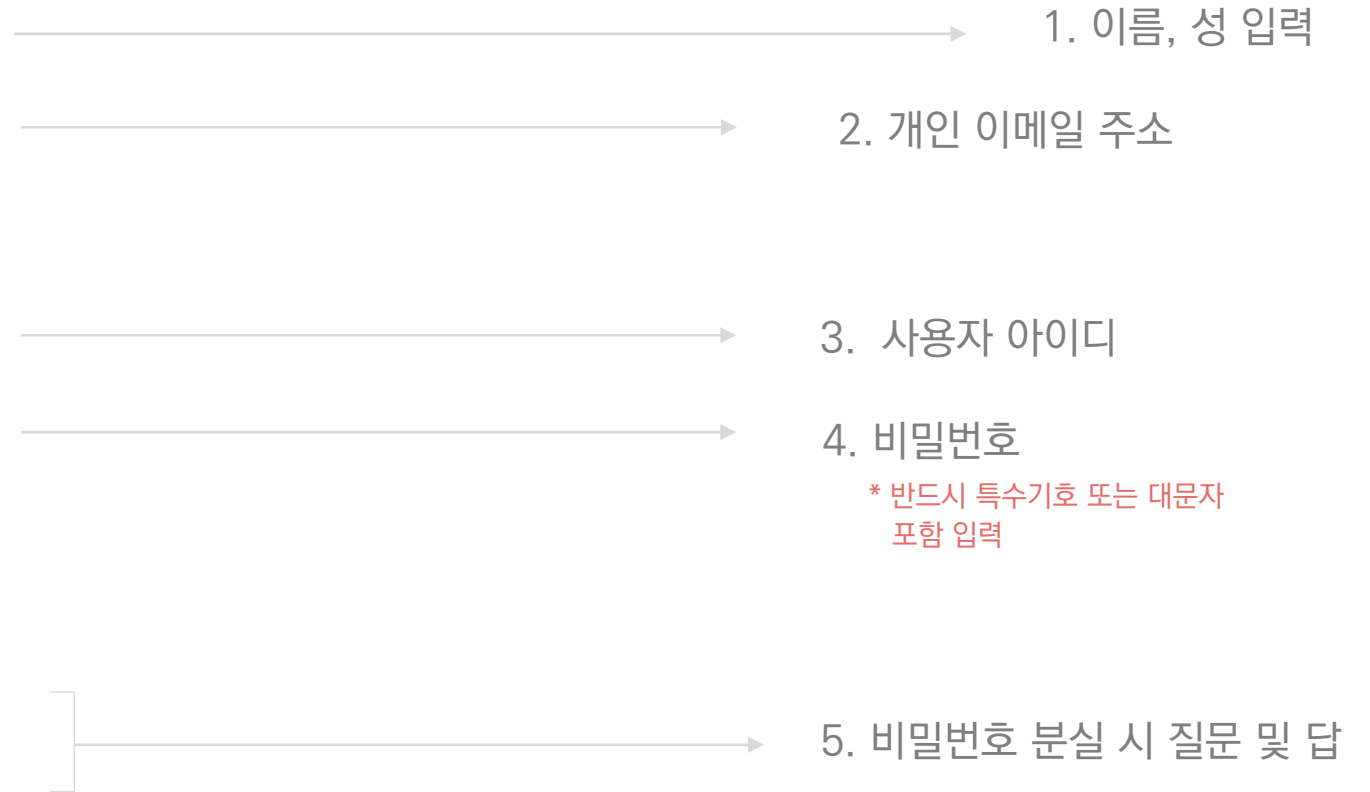 1. 이름, 성 입력
2. 개인 이메일 주소
3. 사용자 아이디
4. 비밀번호
* 반드시 특수기호 또는 대문자
포함 입력
5. 비밀번호 분실 시 질문 및 답